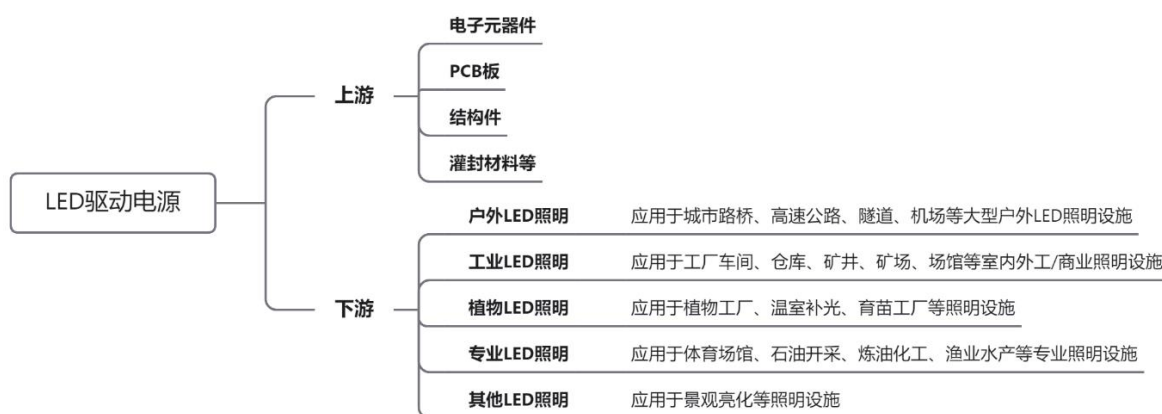 LED驱动电源
上游
电子元器件
PCB板
结构件
灌封材料等
下游
户外LED照明 应用于城市路桥、高速公路、隧道、机场等大型户外LED照明设施
工业LED照明 应用于工厂车间、仓库、矿井、矿场、场馆等室内外工/商业照明设施
植物LED照明 应用于植物工厂、温室补光、育苗工厂等照明设施
专业LED照明 应用于体育场馆、石油开采、炼油化工、渔业水产等专业照明设施
其他LED照明 应用于景观亮化等照明设施